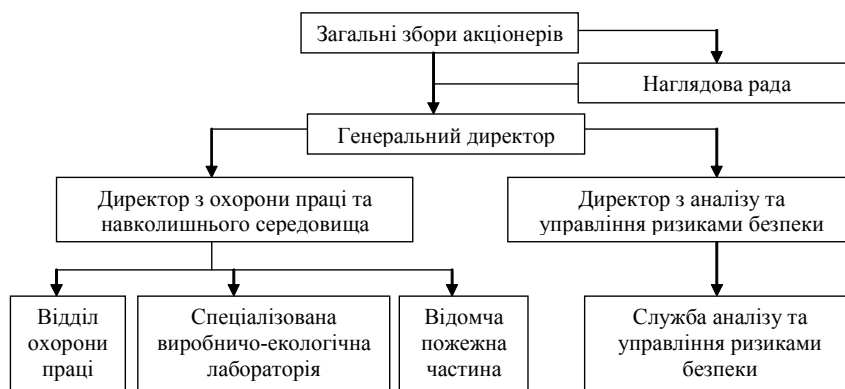 Загальні збори акціонерів
Наглядова рада
Генеральний директор
Директор з охорони праці та
навколишнього середовища
Директор з аналізу та
управління ризиками безпеки
Відділ
охорони
праці
Спеціалізована
виробничо-екологічна
лабораторія
Відомча
пожежна
частина
Служба аналізу та
управління ризиками
безпеки